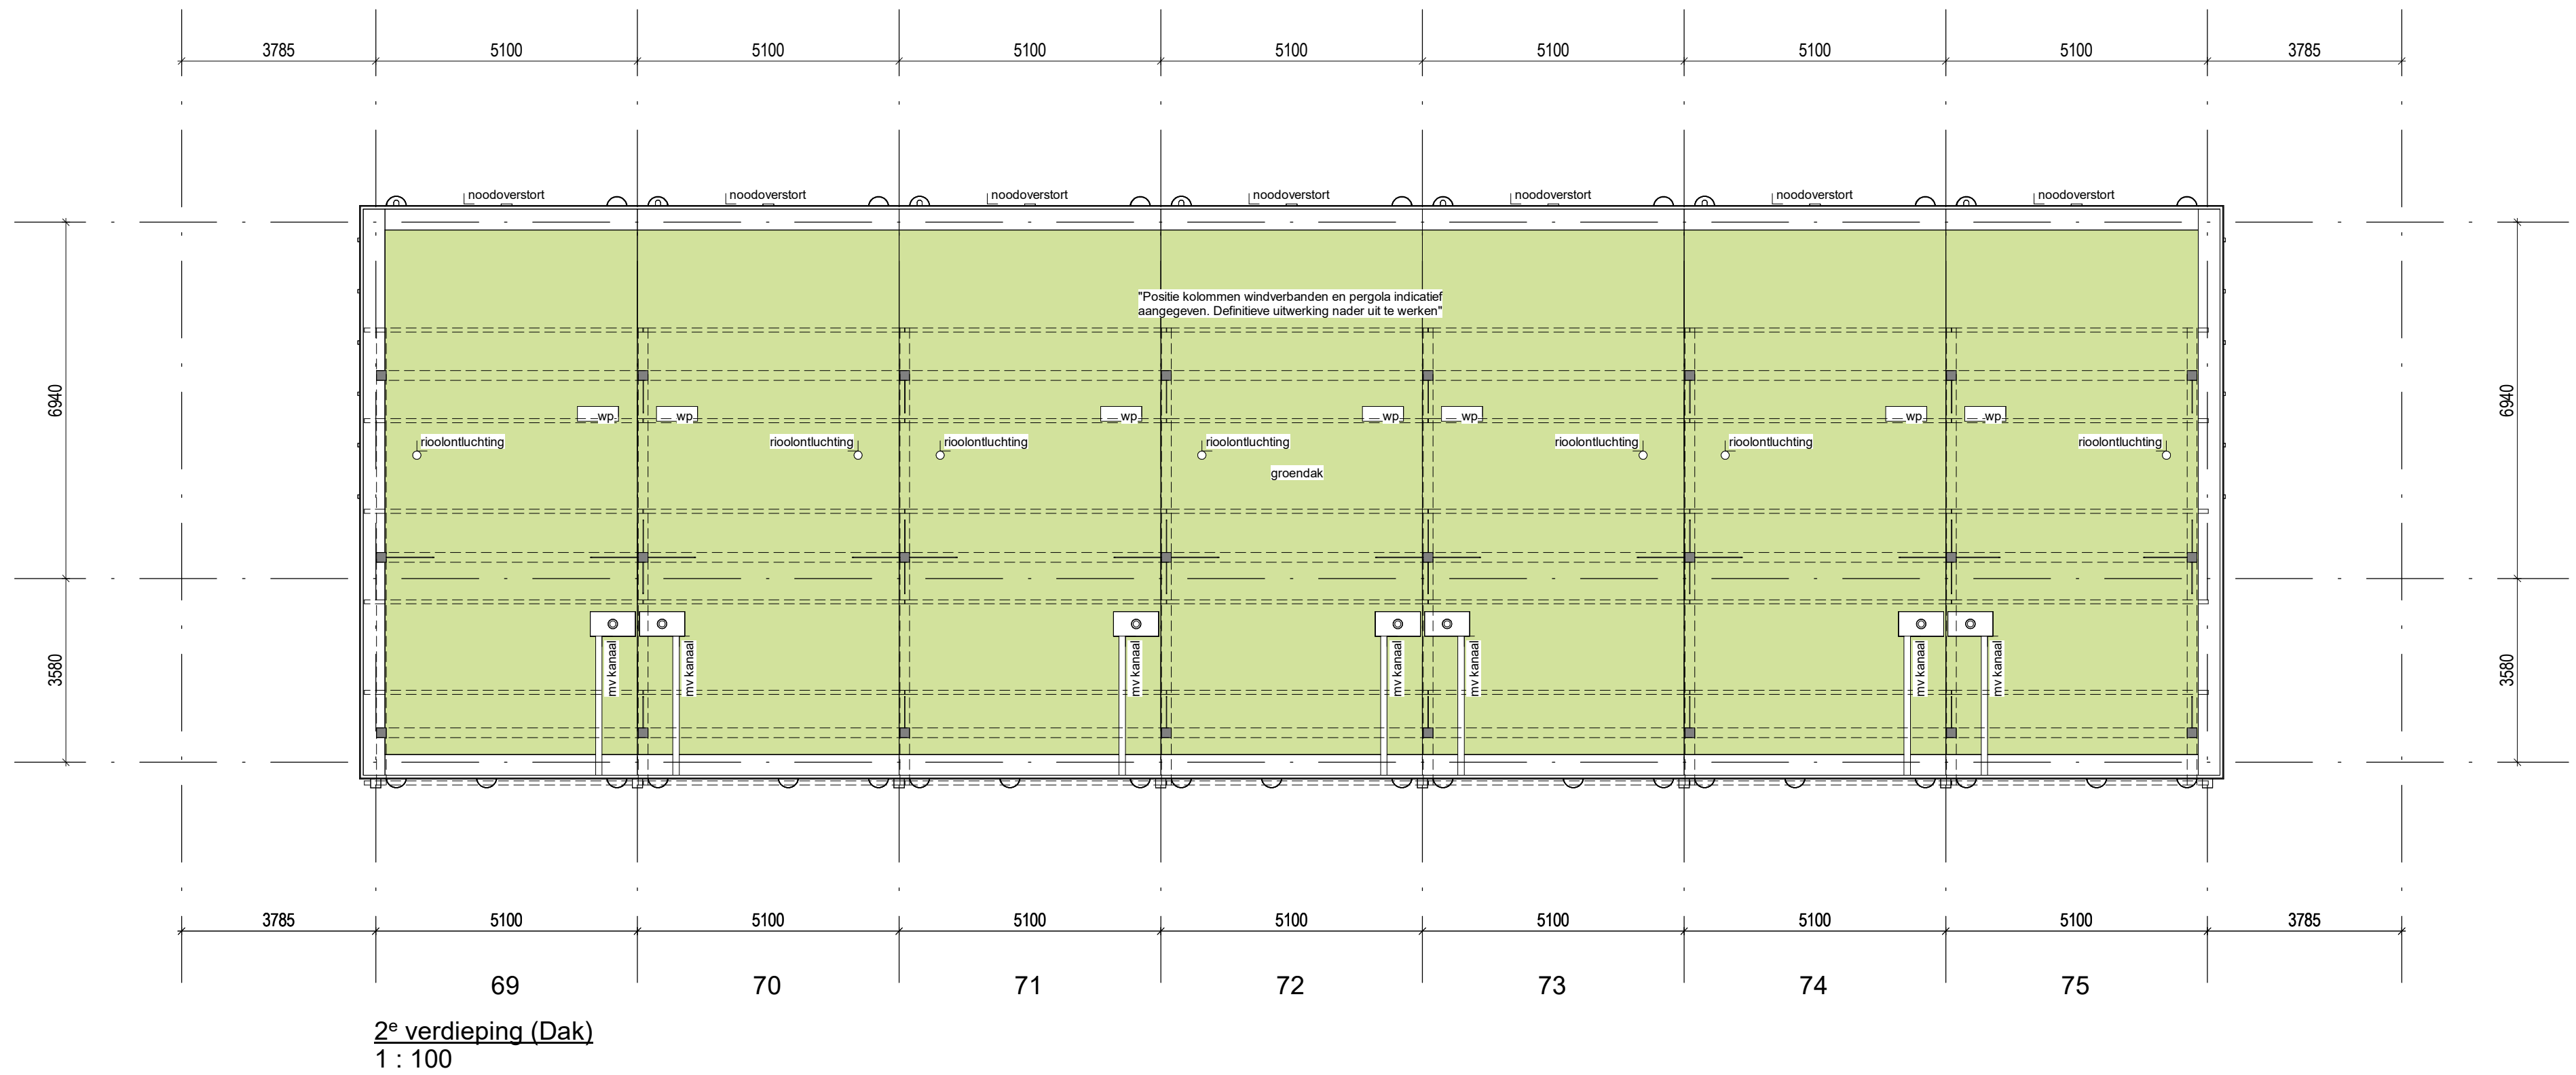 3785 5100 5100 5100 5100 5100 5100 5100 3785
noodoverstort noodoverstort noodoverstort noodoverstort noodoverstort noodoverstort noodoverstort
"Positie kolommen windverbanden en pergola indicatief
aangegeven. Definitieve uitwerking nader uit te werken"
6940 6940
wp wp wp wp wp wp wp
rioolontluchting rioolontluchting rioolontluchting rioolontluchting rioolontluchting rioolontluchting rioolontluchting
groendak
3580 3580
mv kanaal mv kanaal mv kanaal mv kanaal mv kanaal mv kanaal mv kanaal
3785 5100 5100 5100 5100 5100 5100 5100 3785
69 70 71 72 73 74 75
2e verdieping (Dak)
1 : 100